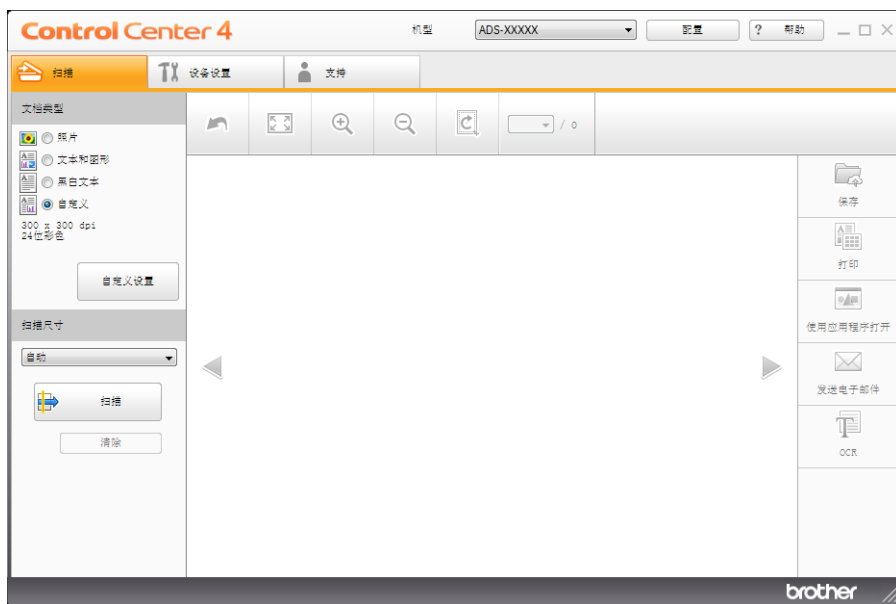 Control Center 4
机型
ADS-XXXXX
配置
? 帮助
扫描
设备设置
支持
文档类型
/ 0
照片
文本和图形
黑白文本
自定义
300 x 300 dpi
24位彩色
自定义设置
扫描尺寸
自动
扫描
清除
保存
打印
使用应用程序打开
发送电子邮件
OCR
brother